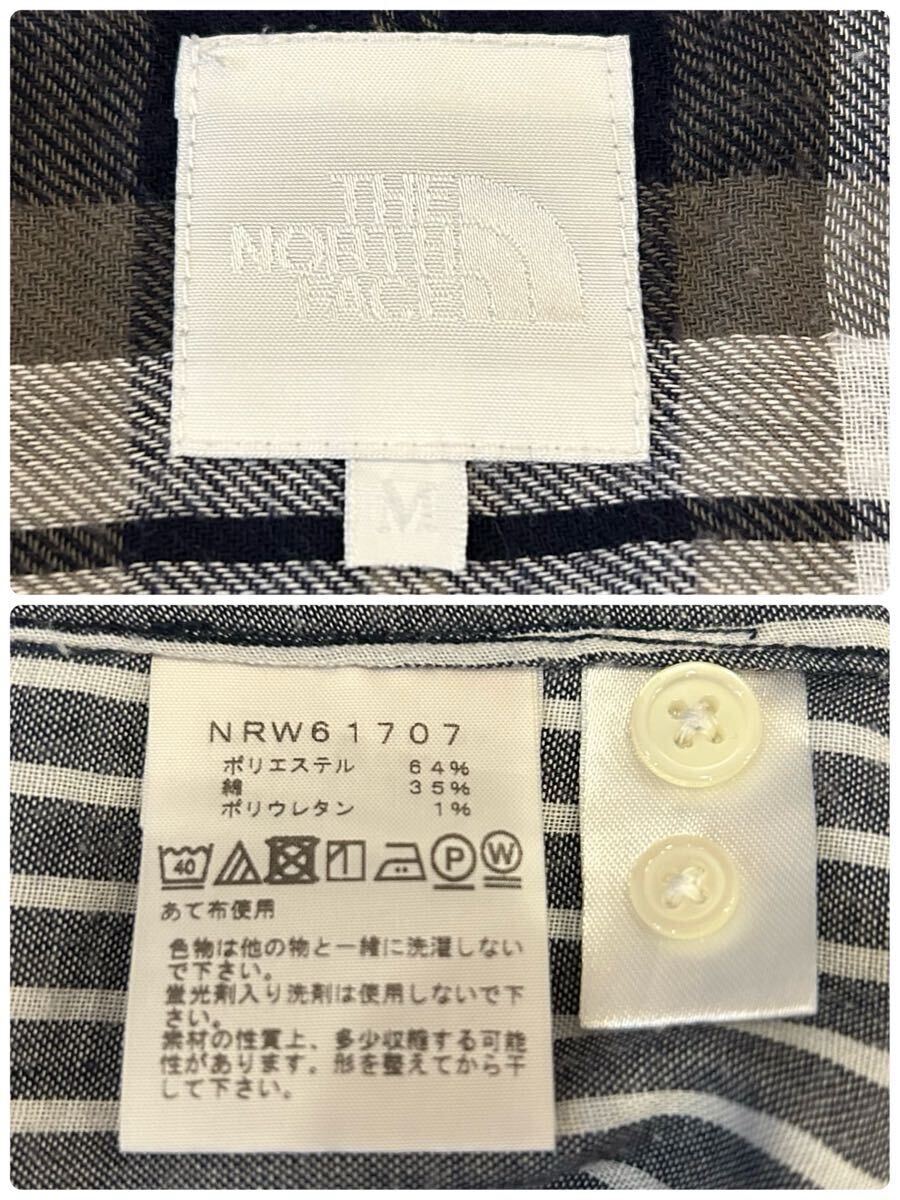 THE
NORTH
FACE
M
NRW61707
ポリエステル 64%
綿 35%
ポリウレタン 1%
40
P
W
あて布使用
色物は他の物と一緒に洗濯しない
で下さい。
蛍光剤入り洗剤は使用しないで下
さい。
素材の性質上、多少収縮する可能
性があります。形を整えてから干
して下さい。